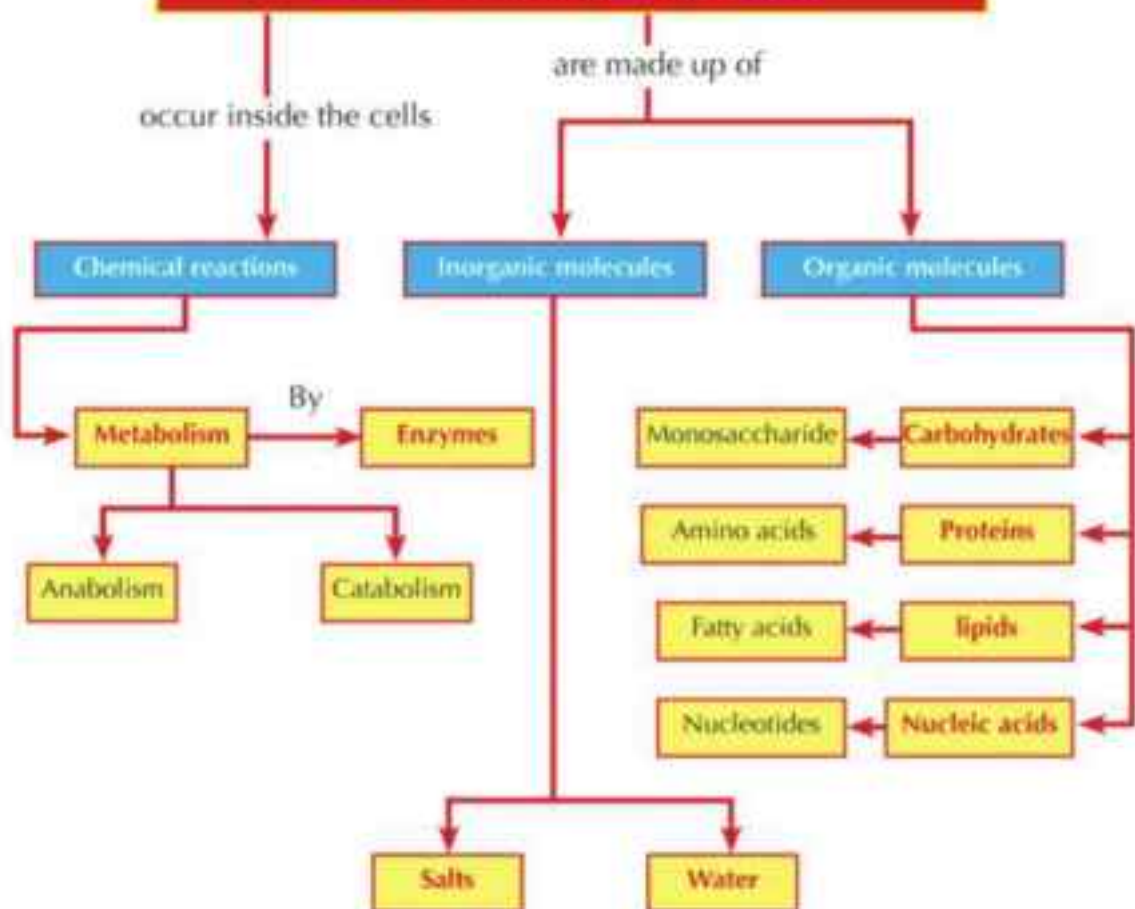 are made up of
occur inside the cells
Chemical reactions
Inorganic molecules
Organic molecules
By
Metabolism
Enzymes
Monosaccharide
Carbohydrates
Amino acids
Proteins
Anabolism
Catabolism
Fatty acids
lipids
Nucleotides
Nucleic acids
Salts
Water